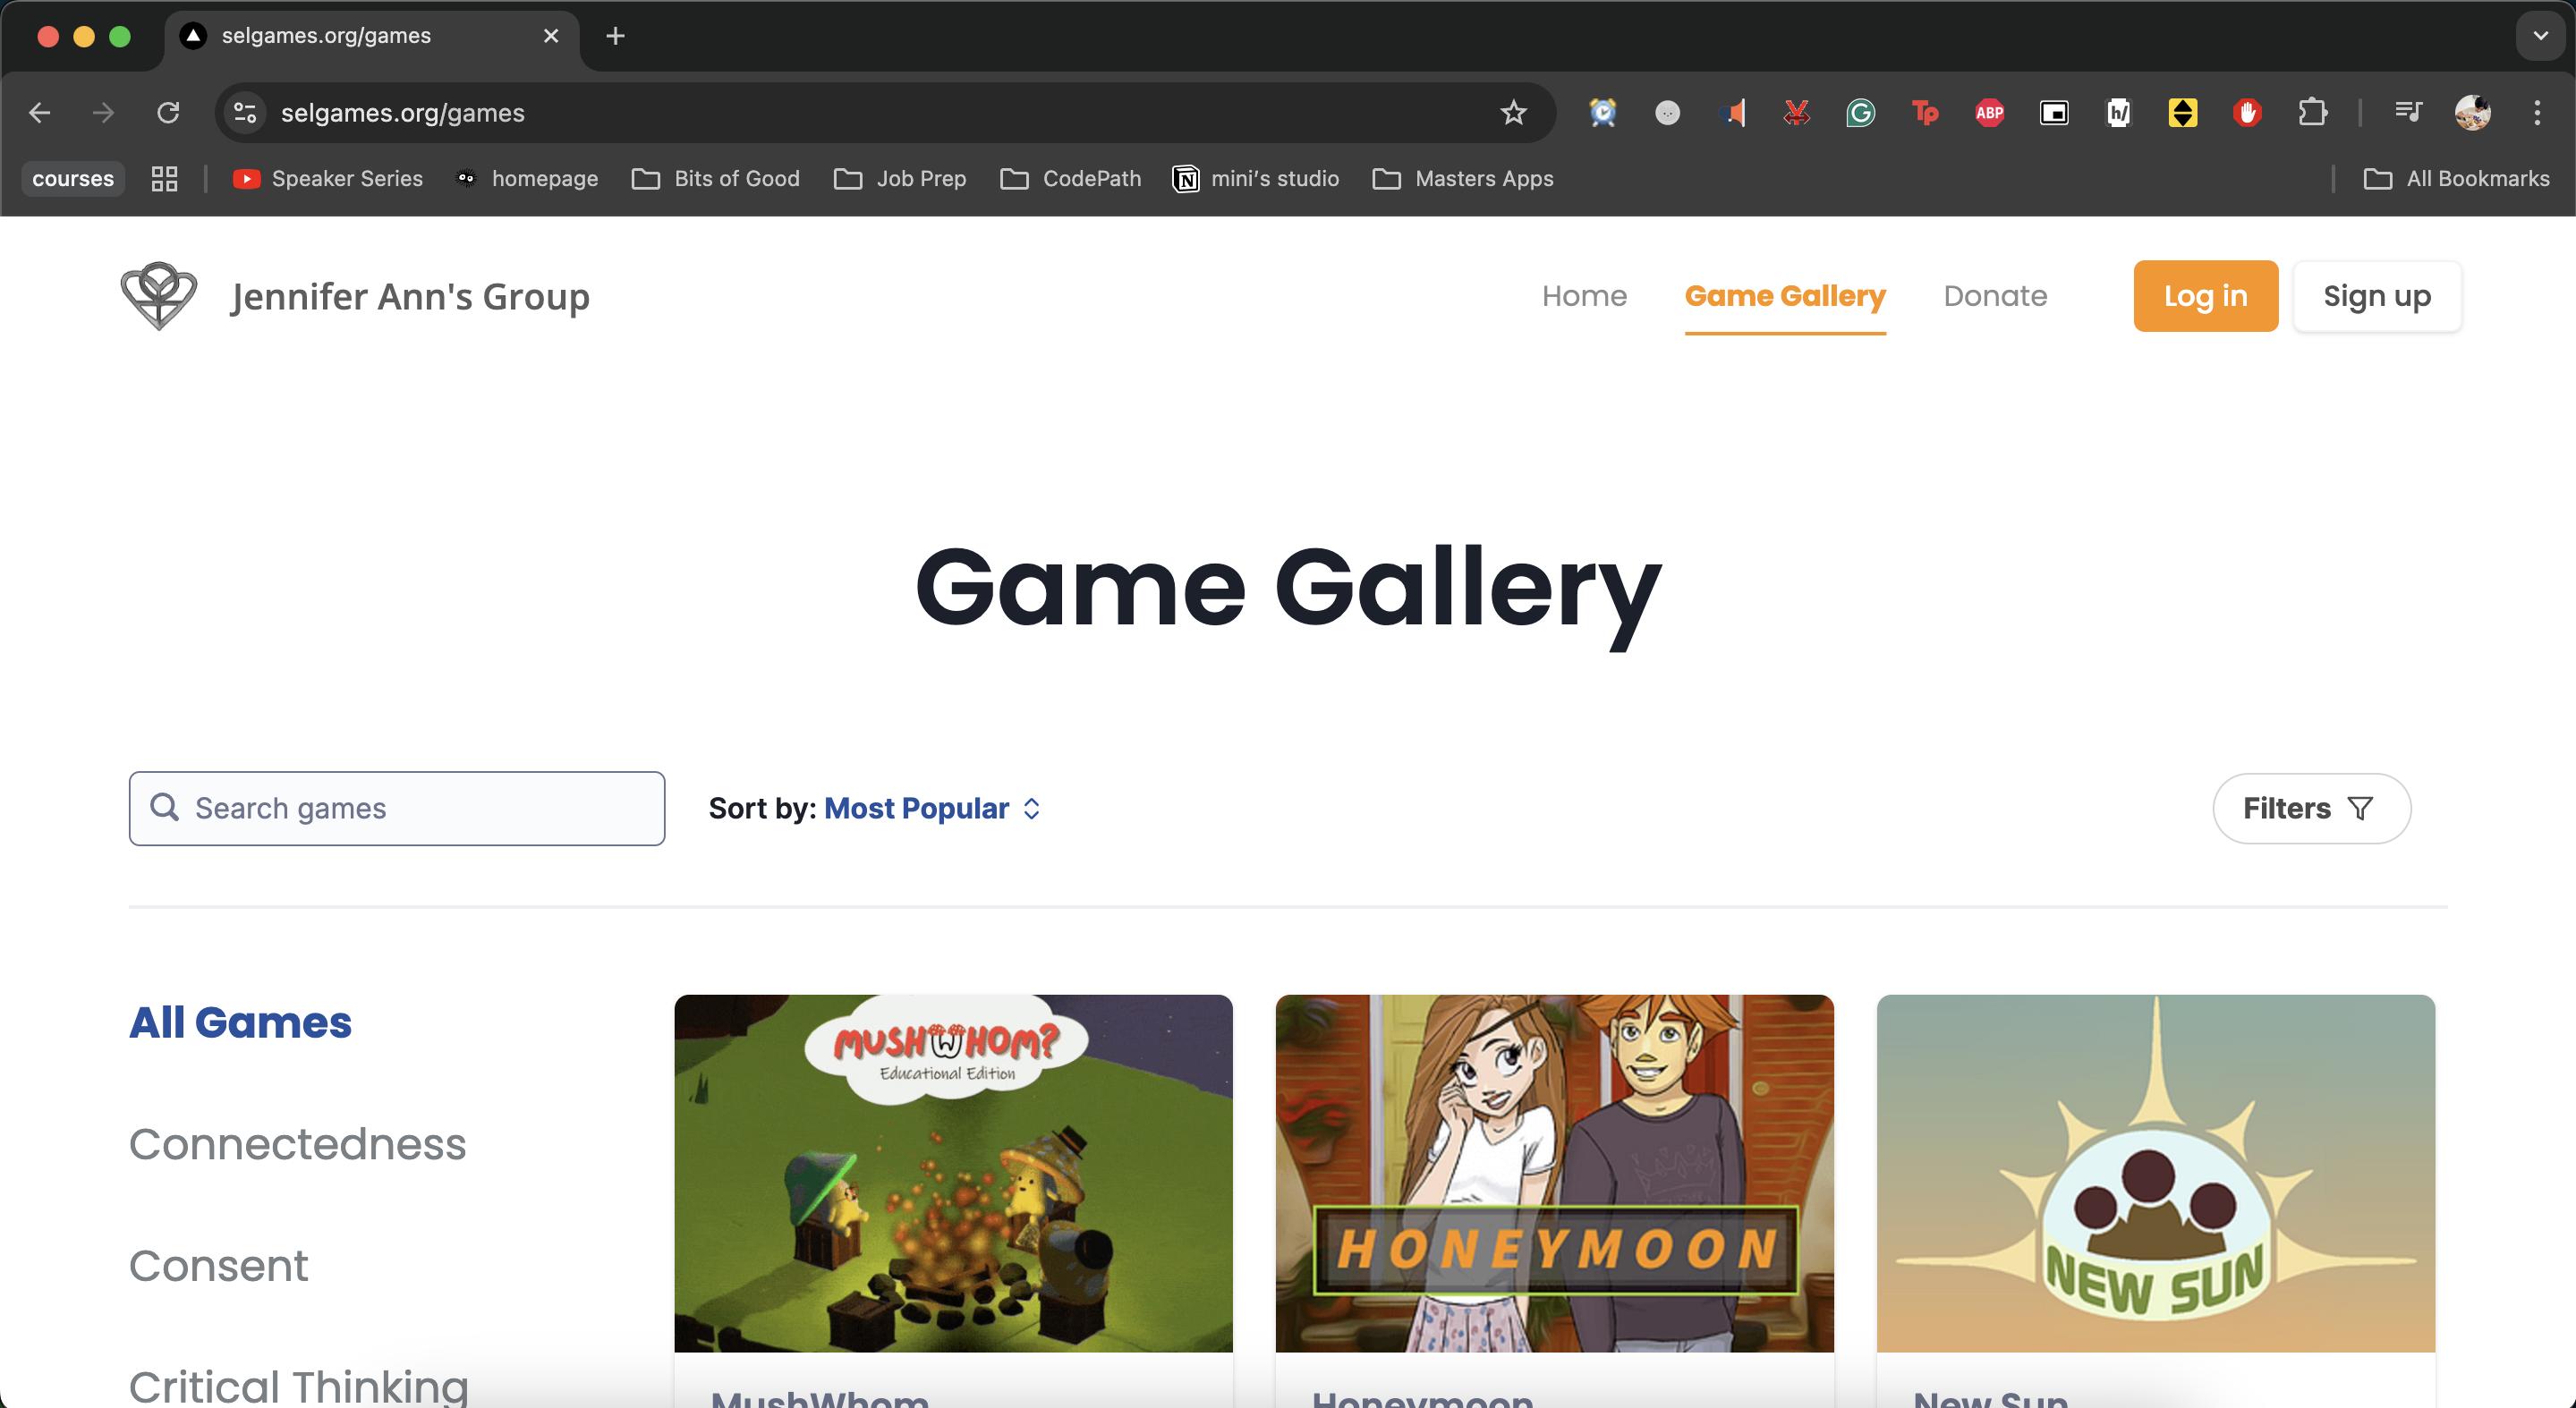 selgames.org/games
selgames.org/games
ABP
Tp
h/
courses
Speaker Series
homepage
Bits of Good
Job Prep
CodePath
mini's studio
Masters Apps
All Bookmarks
Jennifer Ann's Group
Home
Game Gallery
Donate
Log in
Sign up
Game Gallery
Search games
Sort by: Most Popular
Filters
All Games
Connectedness
Consent
Critical Thinking
MUSHWHOM?
Educational Edition
HONEYMOON
NEW SUN
MushWhom
Honeymoon
New Sun